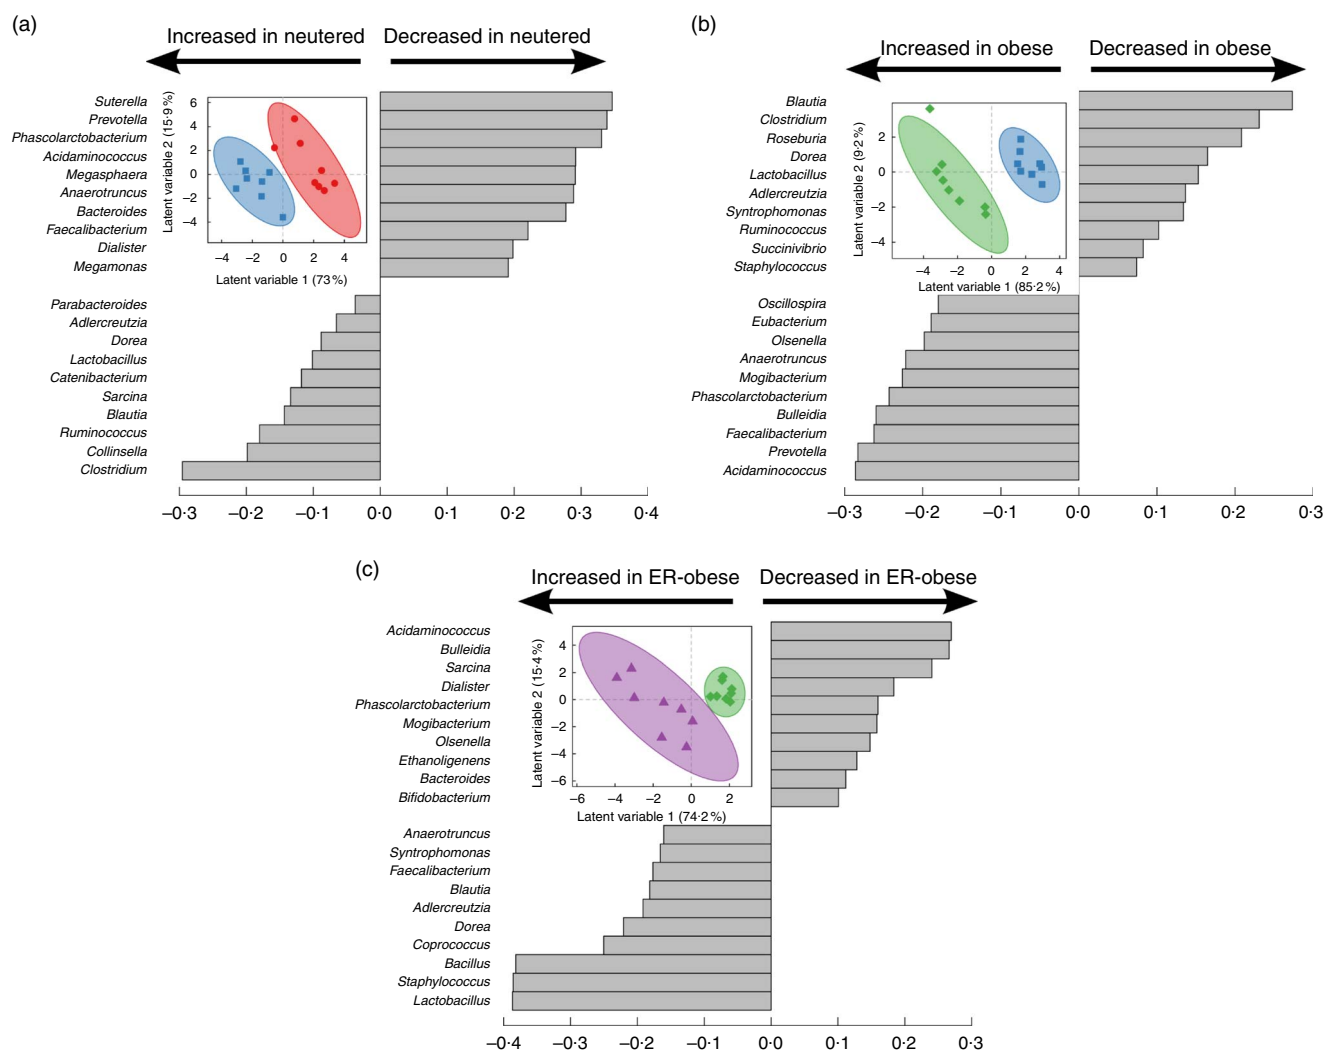 (a)
Increased in neutered
Decreased in neutered
Suterella
Prevotella
Phascolarctobacterium
Acidaminococcus
Megasphaera
Anaerotruncus
Bacteroides
Faecalibacterium
Dialister
Megamonas
Parabacteroides
Adlercreutzia
Dorea
Lactobacillus
Catenibacterium
Sarcina
Blautia
Ruminococcus
Collinsella
Clostridium
Latent variable 2 (15·9 %)
6
4
2
0
−2
−4
−4 −2 0 2 4
Latent variable 1 (73 %)
−0·3 −0·2 −0·1 0·0 0·1 0·2 0·3 0·4
(b)
Increased in obese
Decreased in obese
Blautia
Clostridium
Roseburia
Dorea
Lactobacillus
Adlercreutzia
Syntrophomonas
Ruminococcus
Succinivibrio
Staphylococcus
Oscillospira
Eubacterium
Olsenella
Anaerotruncus
Mogibacterium
Phascolarctobacterium
Bulleidia
Faecalibacterium
Prevotella
Acidaminococcus
Latent variable 2 (9·2 %)
2
0
−2
−4
−4 −2 0 2 4
Latent variable 1 (85·2 %)
−0·3 −0·2 −0·1 0·0 0·1 0·2 0·3
(c)
Increased in ER-obese
Decreased in ER-obese
Acidaminococcus
Bulleidia
Sarcina
Dialister
Phascolarctobacterium
Mogibacterium
Olsenella
Ethanoligenens
Bacteroides
Bifidobacterium
Anaerotruncus
Syntrophomonas
Faecalibacterium
Blautia
Adlercreutzia
Dorea
Coprococcus
Bacillus
Staphylococcus
Lactobacillus
Latent variable 2 (15·4 %)
4
2
0
−2
−4
−6
−6 −4 −2 0 2
Latent variable 1 (74·2 %)
−0·4 −0·3 −0·2 −0·1 0·0 0·1 0·2 0·3